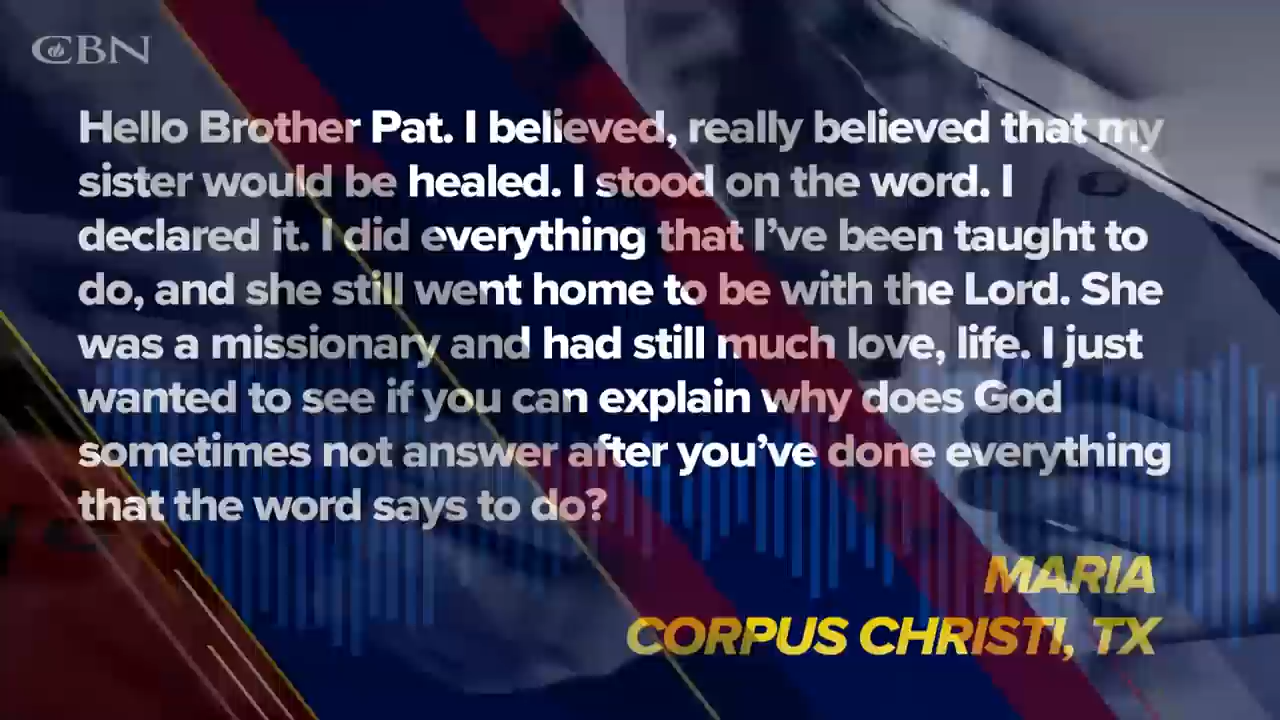 CBN
Hello Brother Pat. I believed, really believed that my
sister would be healed. I stood on the word. I
declared it. I did everything that I've been taught to
do, and she still went home to be with the Lord. She
was a missionary and had still much love, life. I just
wanted to see if you can explain why does God
sometimes not answer after you've done everything
that the word says to do?
MARIA
CORPUS CHRISTI, TX